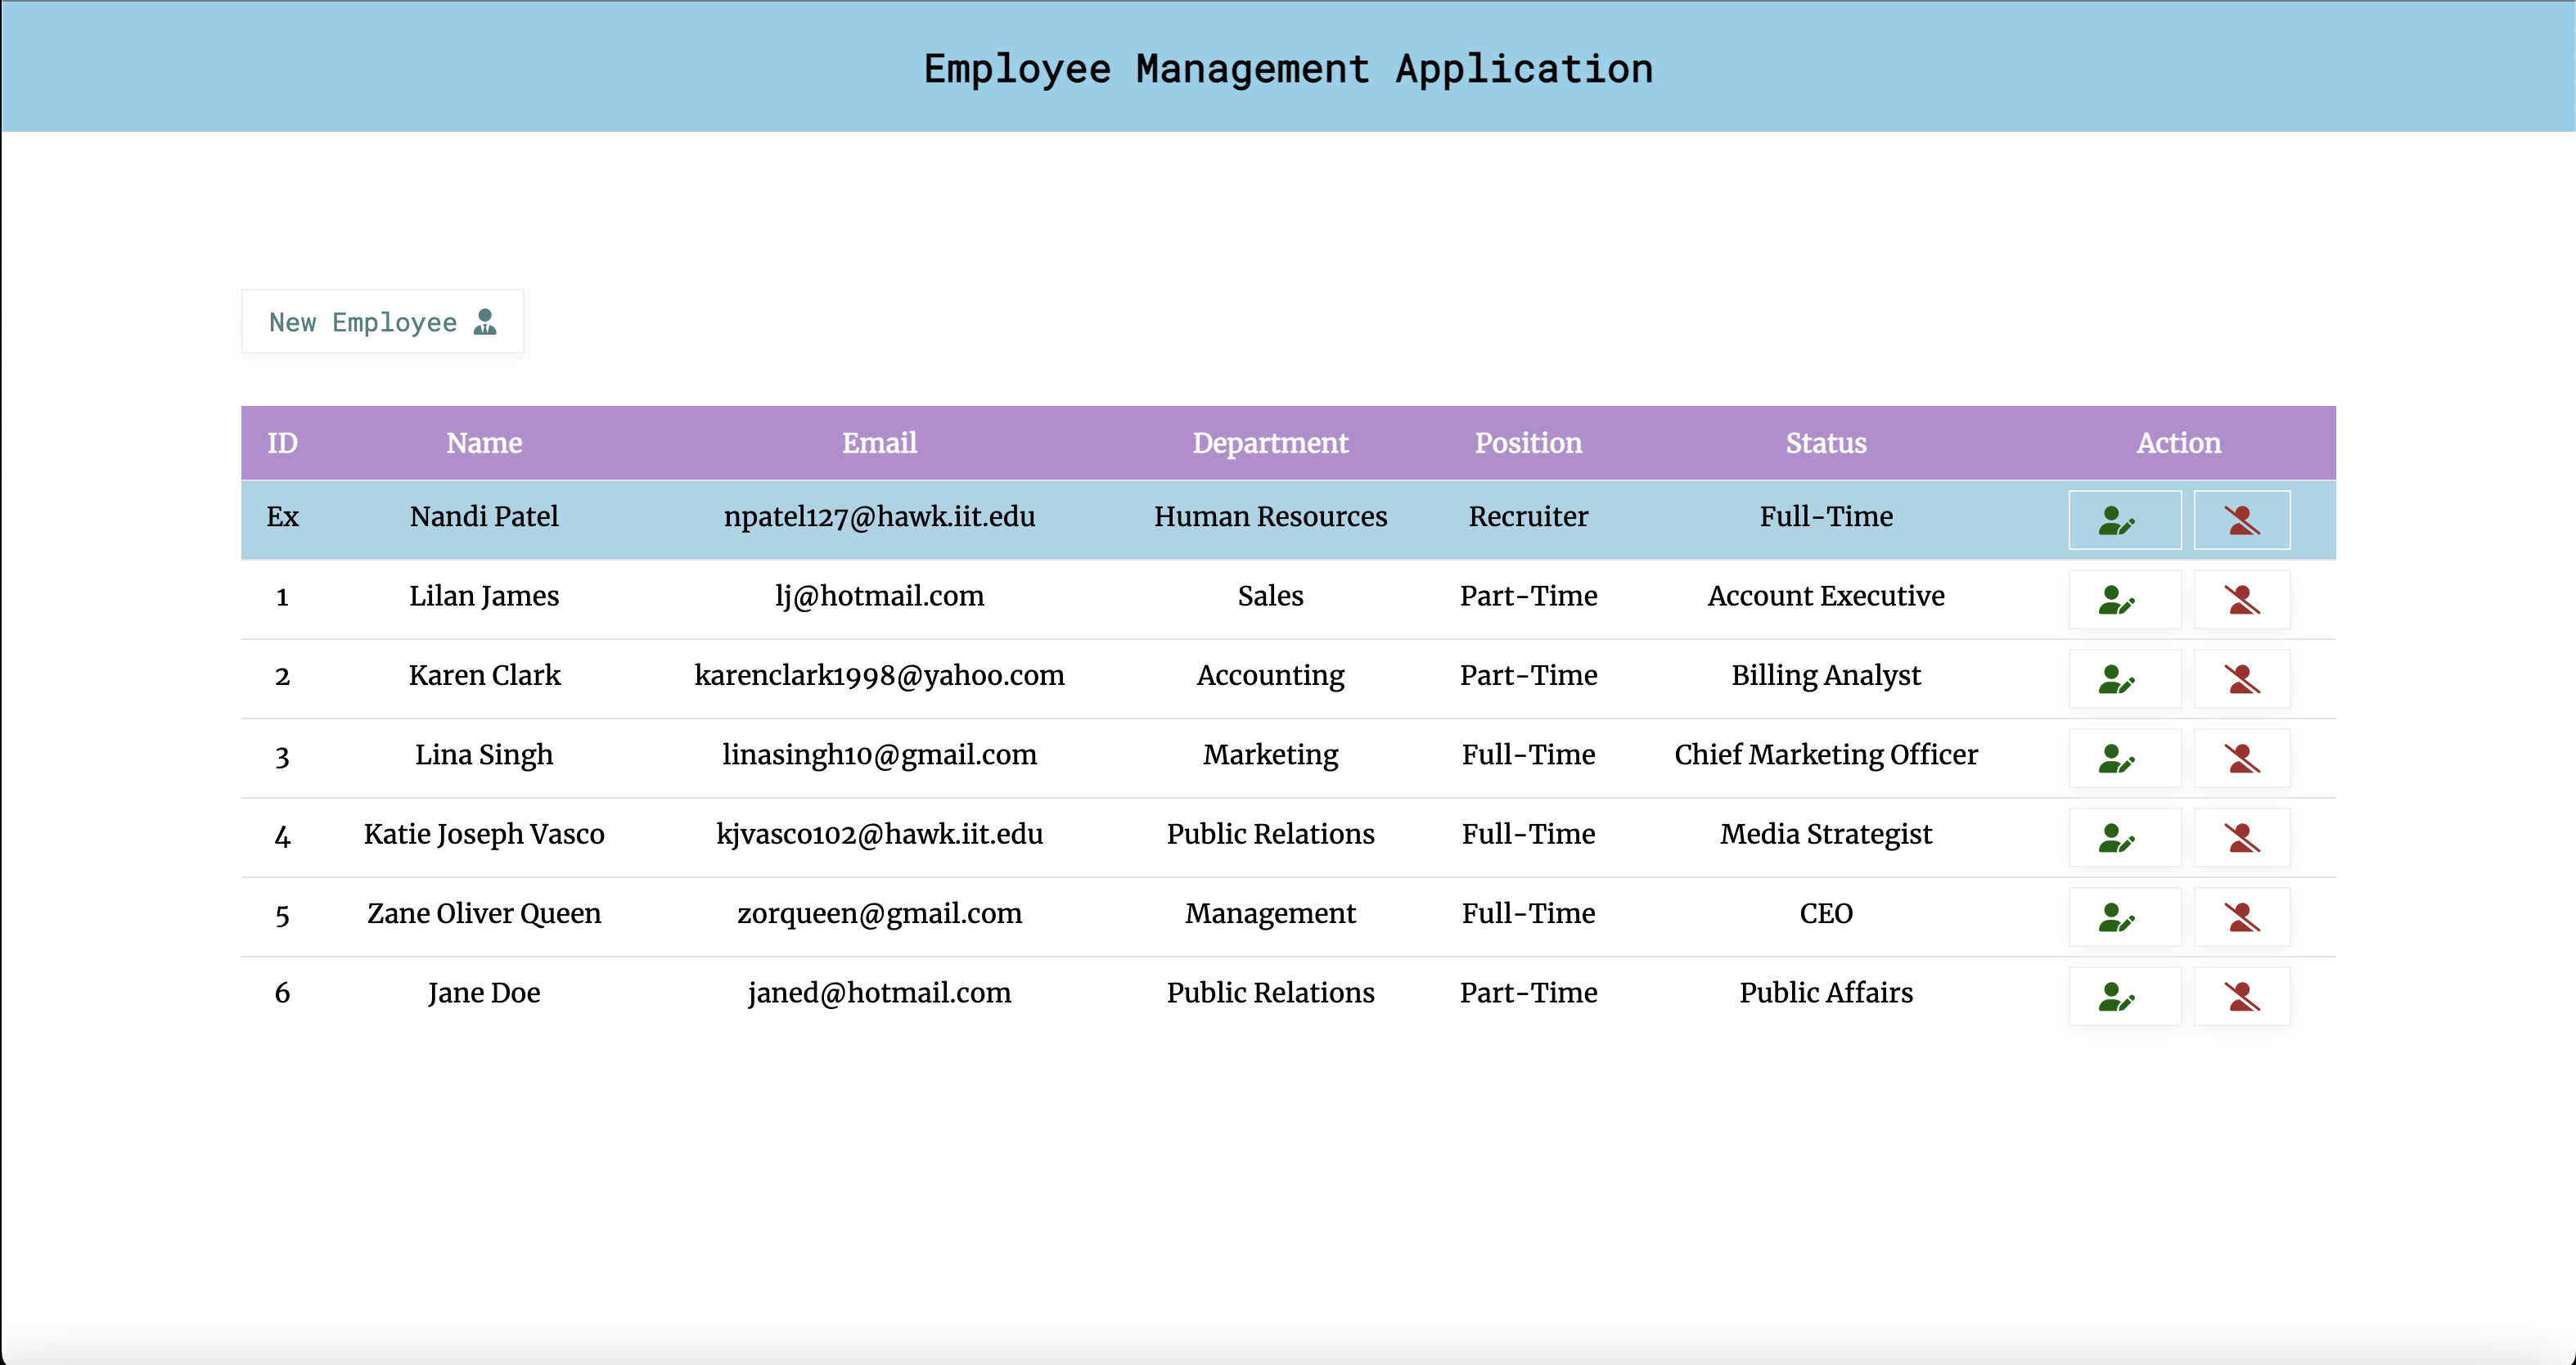 Employee Management Application
New Employee
ID Name Email Department Position Status Action
Ex Nandi Patel npatel127@hawk.iit.edu Human Resources Recruiter Full-Time
1 Lilan James lj@hotmail.com Sales Part-Time Account Executive
2 Karen Clark karenclark1998@yahoo.com Accounting Part-Time Billing Analyst
3 Lina Singh linasingh10@gmail.com Marketing Full-Time Chief Marketing Officer
4 Katie Joseph Vasco kjvasco102@hawk.iit.edu Public Relations Full-Time Media Strategist
5 Zane Oliver Queen zorqueen@gmail.com Management Full-Time CEO
6 Jane Doe janed@hotmail.com Public Relations Part-Time Public Affairs